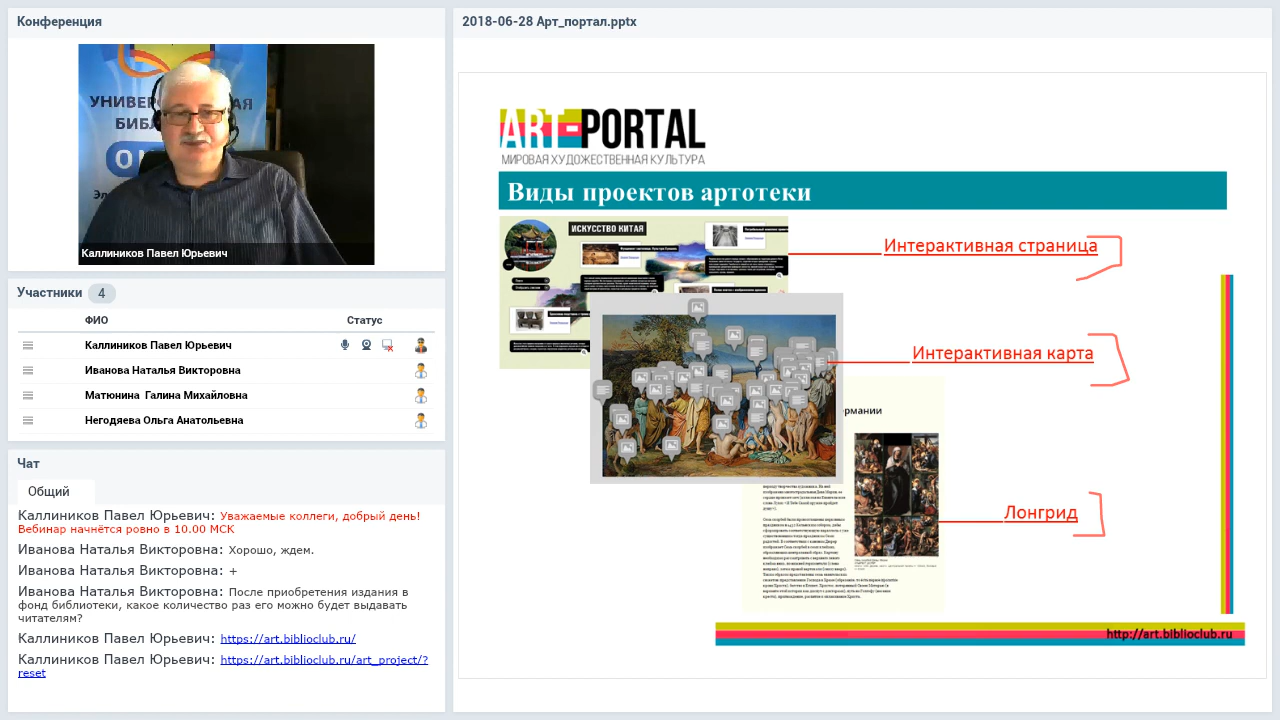 Конференция
УНИВЕР
АЯ
БИБЛ
Каллиников Павел Юрьевич
Участники 4
ФИО Статус
Каллиников Павел Юрьевич
Иванова Наталья Викторовна
Матюнина Галина Михайловна
Негодяева Ольга Анатольевна
Чат
Общий
Каллиников Павел Юрьевич: Уважаемые коллеги, добрый день!
Вебинар начнётся ровно в 10.00 МСК
Иванова Наталья Викторовна: Хорошо, ждем.
Иванова Наталья Викторовна: +
Иванова Наталья Викторовна: После приобретения издания в
фонд библиотеки, какое количество раз его можно будет выдавать
читателям?
Каллиников Павел Юрьевич: https://art.biblioclub.ru/
Каллиников Павел Юрьевич: https://art.biblioclub.ru/art_project/?
reset
2018-06-28 Арт_портал.pptx
ART-PORTAL
МИРОВАЯ ХУДОЖЕСТВЕННАЯ КУЛЬТУРА
Виды проектов артотеки
ИСКУССТВО КИТАЯ
Интерактивная страница
Интерактивная карта
ермании
Лонгрид
http://art.biblioclub.ru